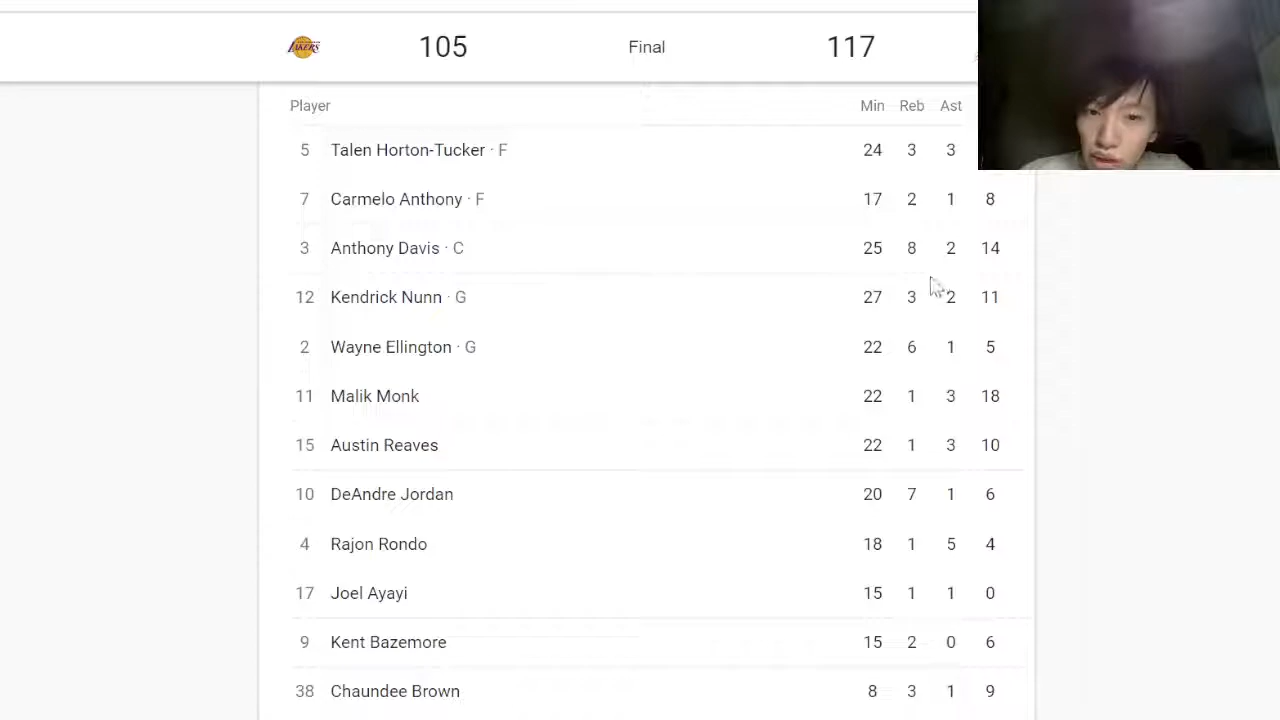 LAKERS 105 Final 117
Player Min Reb Ast
5 Talen Horton-Tucker · F 24 3 3
7 Carmelo Anthony · F 17 2 1 8
3 Anthony Davis · C 25 8 2 14
12 Kendrick Nunn · G 27 3 2 11
2 Wayne Ellington · G 22 6 1 5
11 Malik Monk 22 1 3 18
15 Austin Reaves 22 1 3 10
10 DeAndre Jordan 20 7 1 6
4 Rajon Rondo 18 1 5 4
17 Joel Ayayi 15 1 1 0
9 Kent Bazemore 15 2 0 6
38 Chaundee Brown 8 3 1 9